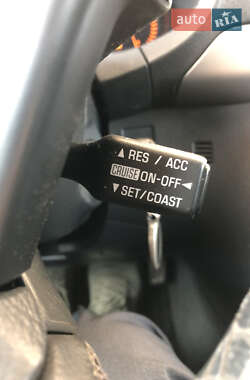 AUTO RIA
▲ RES / ACC
CRUISE ON-OFF ◄
▼ SET/COAST